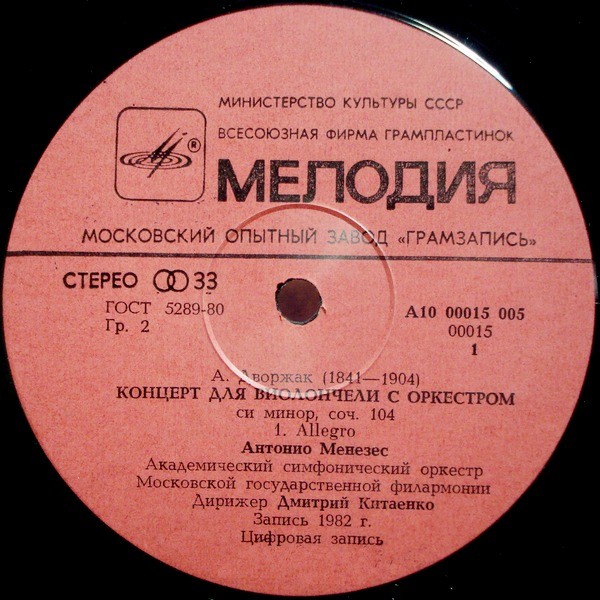 МИНИСТЕРСТВО КУЛЬТУРЫ СССР
ВСЕСОЮЗНАЯ ФИРМА ГРАМПЛАСТИНОК
®
МЕЛОДИЯ
МОСКОВСКИЙ ОПЫТНЫЙ ЗАВОД «ГРАМЗАПИСЬ»
СТЕРЕО 33
ГОСТ 5289-80
Гр. 2
А10 00015 005
00015
1
А. Дворжак (1841—1904)
КОНЦЕРТ ДЛЯ ВИОЛОНЧЕЛИ С ОРКЕСТРОМ
си минор, соч. 104
1. Allegro
Антонио Менезес
Академический симфонический оркестр
Московской государственной филармонии
Дирижер Дмитрий Китаенко
Запись 1982 г.
Цифровая запись